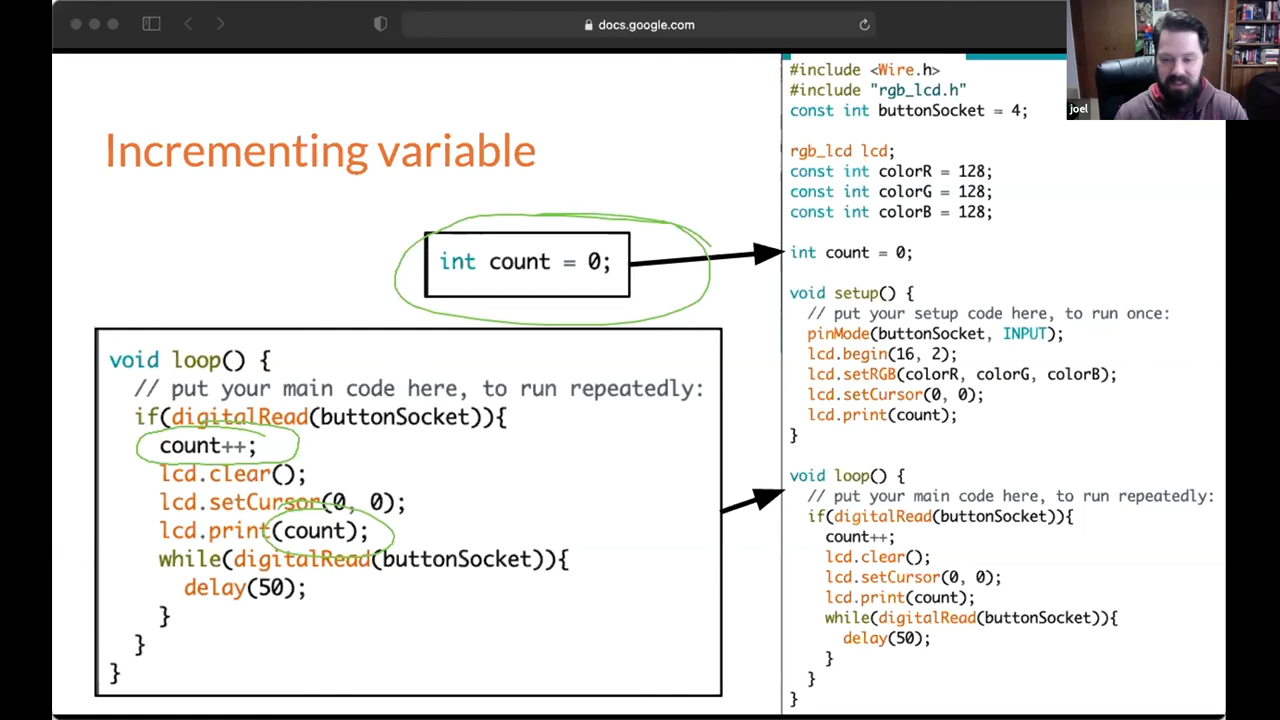 docs.google.com
joel
Incrementing variable
int count = 0;
void loop() {
// put your main code here, to run repeatedly:
if(digitalRead(buttonSocket)){
count++;
lcd.clear();
lcd.setCursor(0, 0);
lcd.print(count);
while(digitalRead(buttonSocket)){
delay(50);
}
}
}
#include <Wire.h>
#include "rgb_lcd.h"
const int buttonSocket = 4;
rgb_lcd lcd;
const int colorR = 128;
const int colorG = 128;
const int colorB = 128;
int count = 0;
void setup() {
// put your setup code here, to run once:
pinMode(buttonSocket, INPUT);
lcd.begin(16, 2);
lcd.setRGB(colorR, colorG, colorB);
lcd.setCursor(0, 0);
lcd.print(count);
}
void loop() {
// put your main code here, to run repeatedly:
if(digitalRead(buttonSocket)){
count++;
lcd.clear();
lcd.setCursor(0, 0);
lcd.print(count);
while(digitalRead(buttonSocket)){
delay(50);
}
}
}